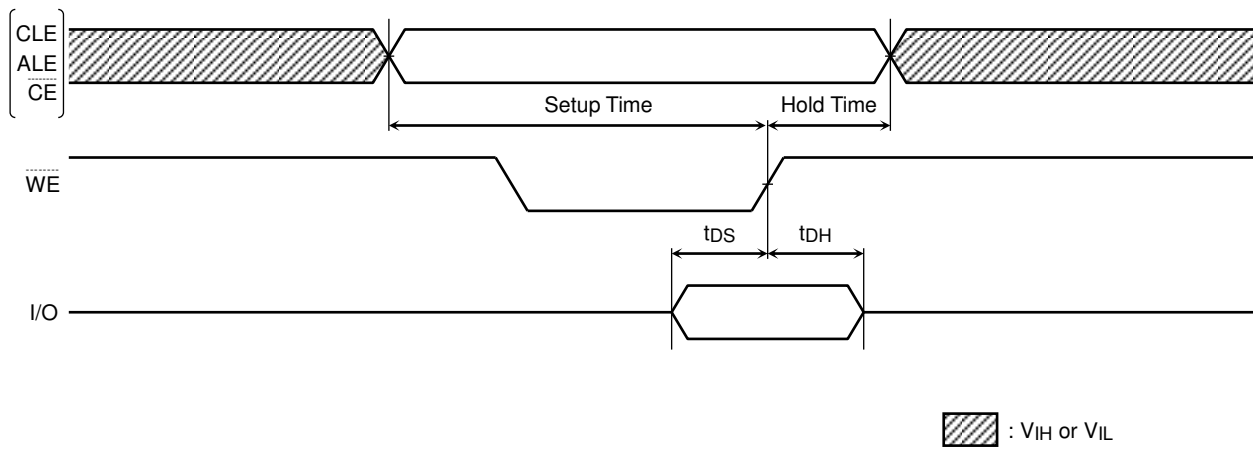 CLE
ALE
CE
Setup Time
Hold Time
WE
tDS
tDH
I/O
: VIH or VIL